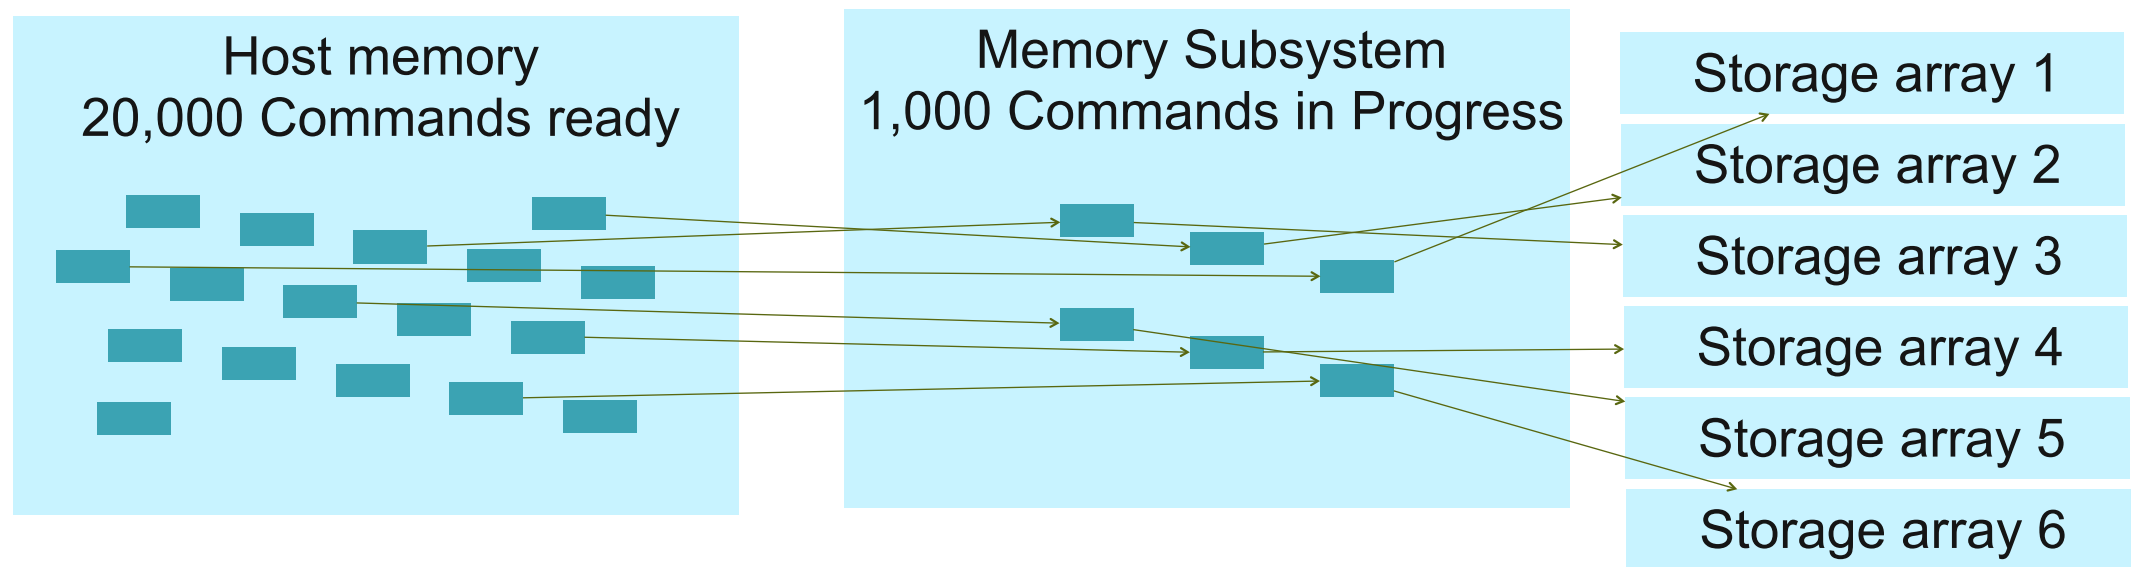 Host memory
20,000 Commands ready
Memory Subsystem
1,000 Commands in Progress
Storage array 1
Storage array 2
Storage array 3
Storage array 4
Storage array 5
Storage array 6